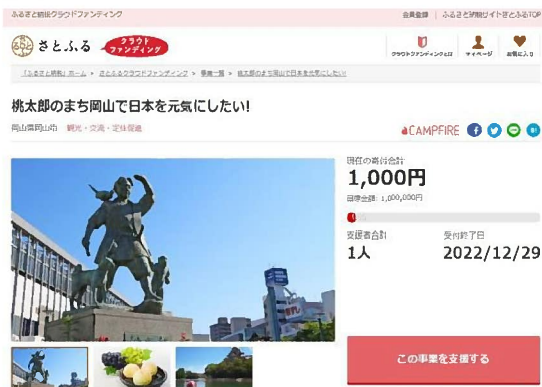 ふるさと納税クラウドファンディング
会員登録 | ふるさと納税サイトさとふるTOP
さとふる
クラウド
ファンディング
クラウドファンディングとは
マイページ
お気に入り
「ふるさと納税」ホーム > さとふるクラウドファンディング > 事業一覧 > 桃太郎のまち岡山で日本を元気にしたい!
桃太郎のまち岡山で日本を元気にしたい!
岡山県岡山市 観光・交流・定住促進
CAMPFIRE
現在の寄付合計
1,000円
目標金額: 1,000,000円
支援者合計
1人
受付終了日
2022/12/29
この事業を支援する